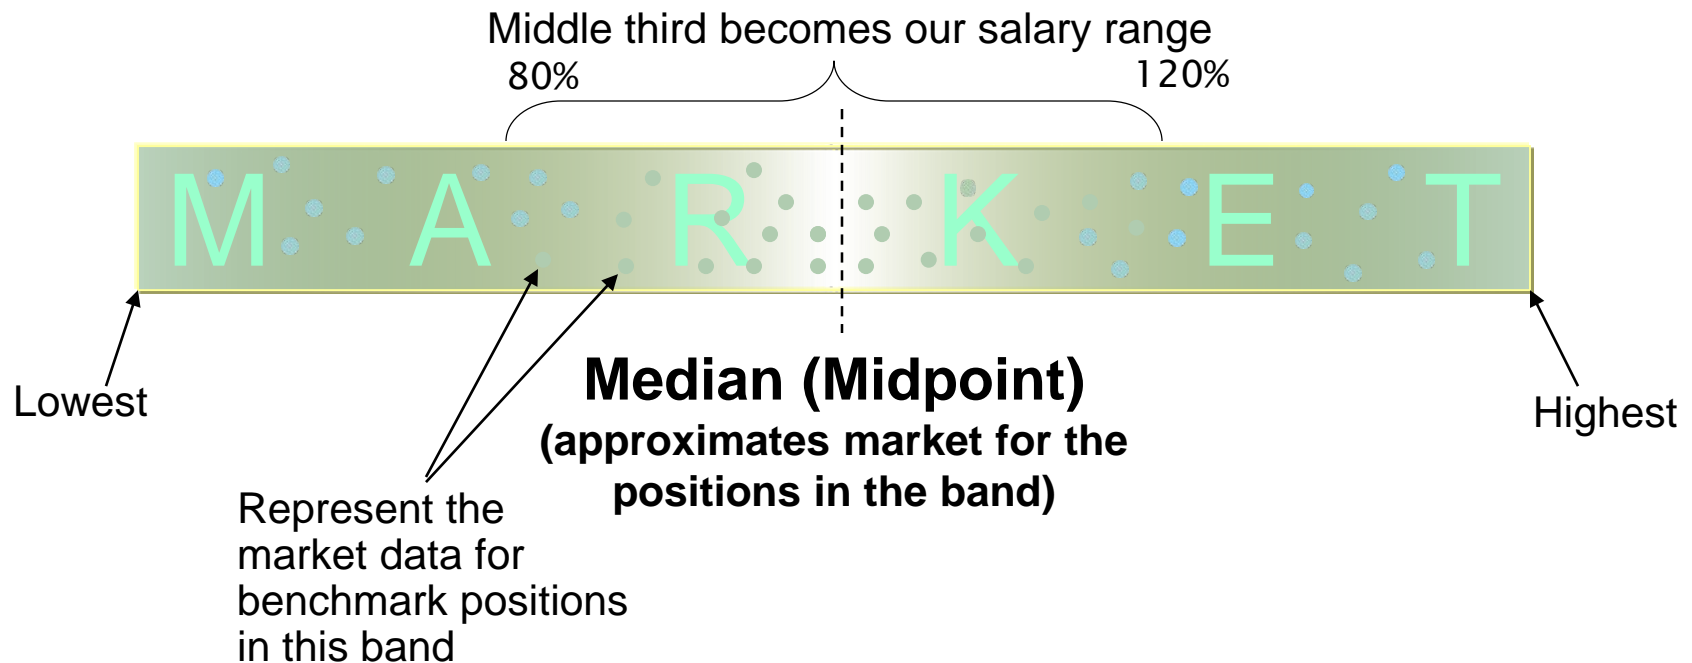 Middle third becomes our salary range
80%
120%
M A R K E T
Lowest
Highest
Median (Midpoint)
(approximates market for the
positions in the band)
Represent the
market data for
benchmark positions
in this band